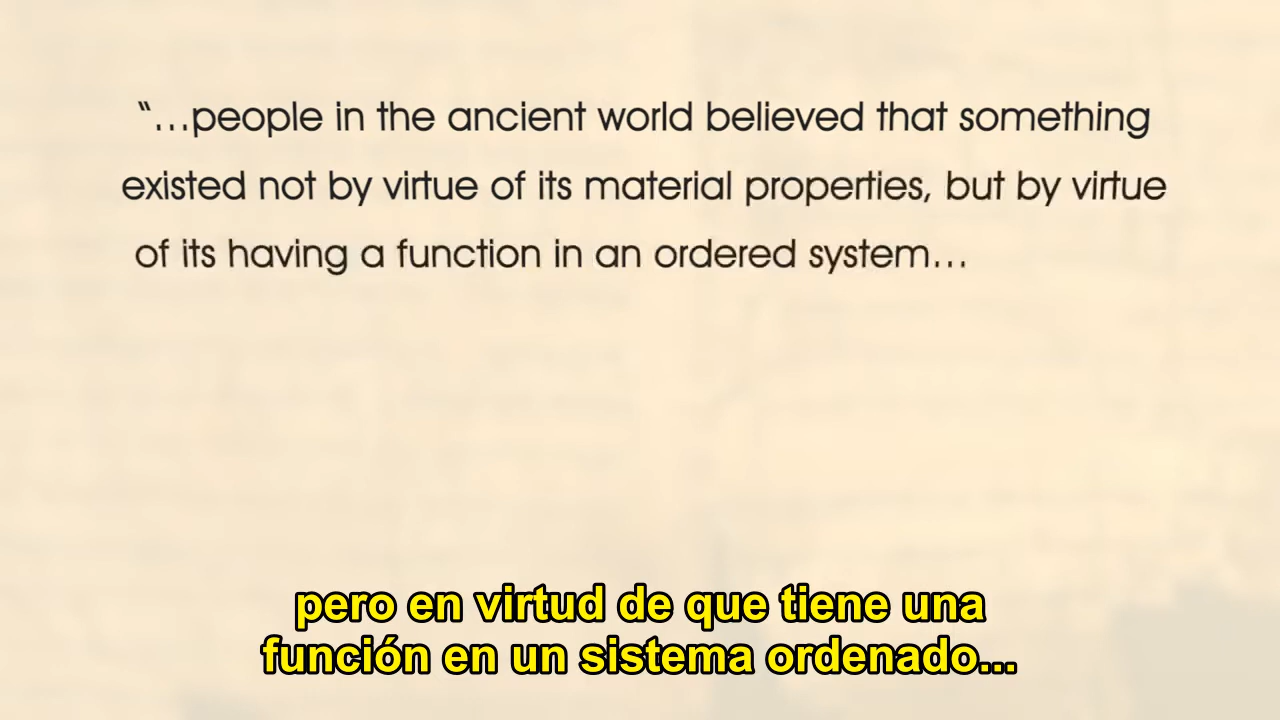 “...people in the ancient world believed that something
existed not by virtue of its material properties, but by virtue
of its having a function in an ordered system...
pero en virtud de que tiene una
función en un sistema ordenado...